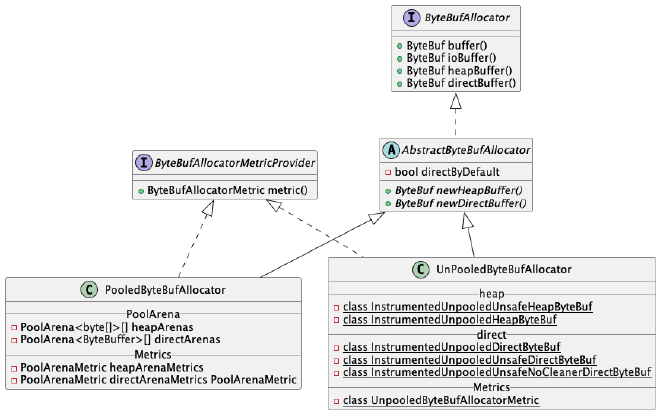 I ByteBufAllocator
ByteBuf buffer()
ByteBuf ioBuffer()
ByteBuf heapBuffer()
ByteBuf directBuffer()
I ByteBufAllocatorMetricProvider
ByteBufAllocatorMetric metric()
A AbstractByteBufAllocator
bool directByDefault
ByteBuf newHeapBuffer()
ByteBuf newDirectBuffer()
C PooledByteBufAllocator
PoolArena
PoolArena<byte[]>[] heapArenas
PoolArena<ByteBuffer>[] directArenas
Metrics
PoolArenaMetric heapArenaMetrics
PoolArenaMetric directArenaMetrics PoolArenaMetric
C UnPooledByteBufAllocator
heap
class InstrumentedUnpooledUnsafeHeapByteBuf
class InstrumentedUnpooledHeapByteBuf
direct
class InstrumentedUnpooledDirectByteBuf
class InstrumentedUnpooledUnsafeDirectByteBuf
class InstrumentedUnpooledUnsafeNoCleanerDirectByteBuf
Metrics
class UnpooledByteBufAllocatorMetric